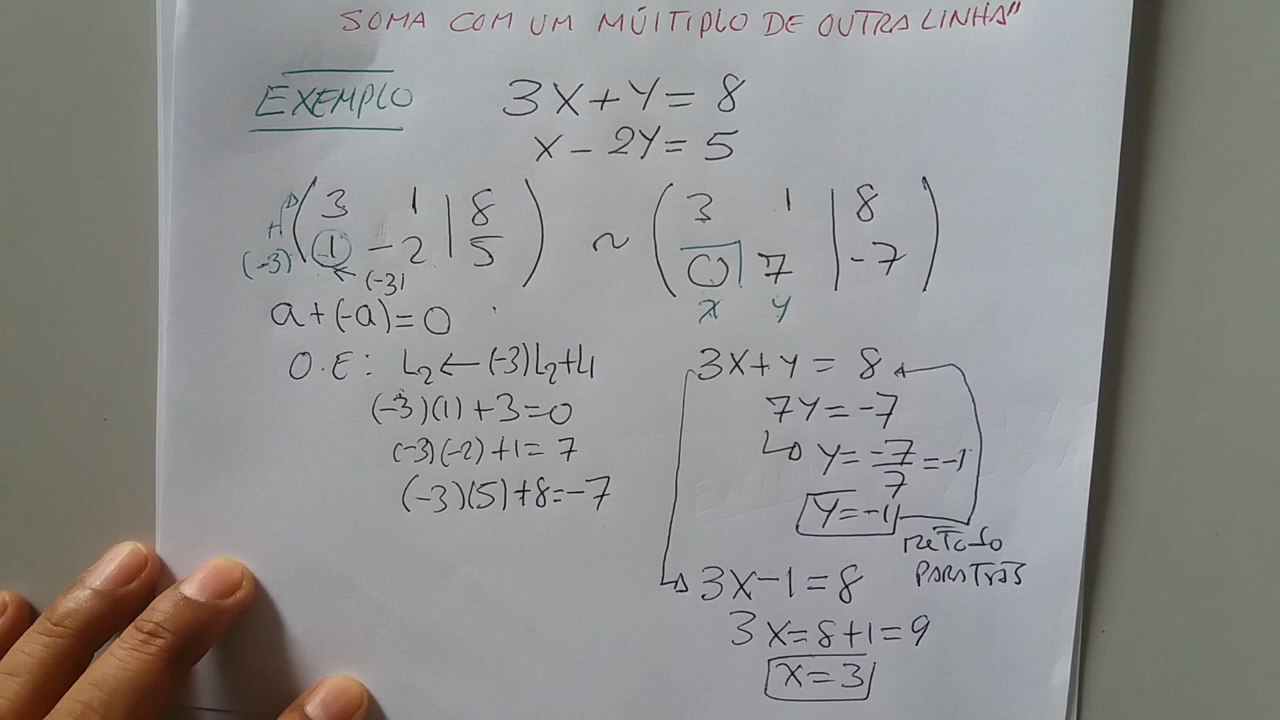 SOMA COM UM MÚTIPLO DE OUTRA LINHA"
EXEMPLO
3X + Y = 8
X - 2Y = 5
( 3 1 | 8 ) ~ ( 3 1 | 8 )
(-3) ( 1 -2 | 5 ) ( 0 7 | -7 )
(-3)
x y
a + (-a) = 0
O.E: L2 ← (-3)L2 + L1
(-3)(1) + 3 = 0
(-3)(-2) + 1 = 7
(-3)(5) + 8 = -7
3X + Y = 8
7Y = -7
Y = -7/7 = -1
Y = -1
PARA TRÁS
3X - 1 = 8
3X = 8 + 1 = 9
X = 3